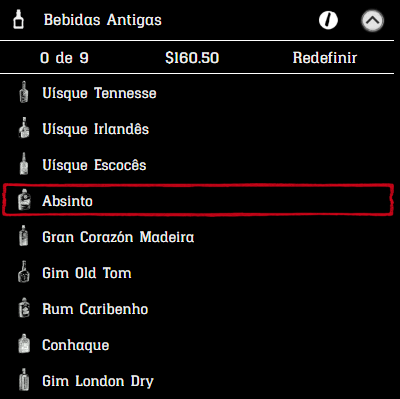 Bebidas Antigas
0 de 9 $160.50 Redefinir
Uísque Tennesse
Uísque Irlandês
Uísque Escocês
Absinto
Gran Corazón Madeira
Gim Old Tom
Rum Caribenho
Conhaque
Gim London Dry